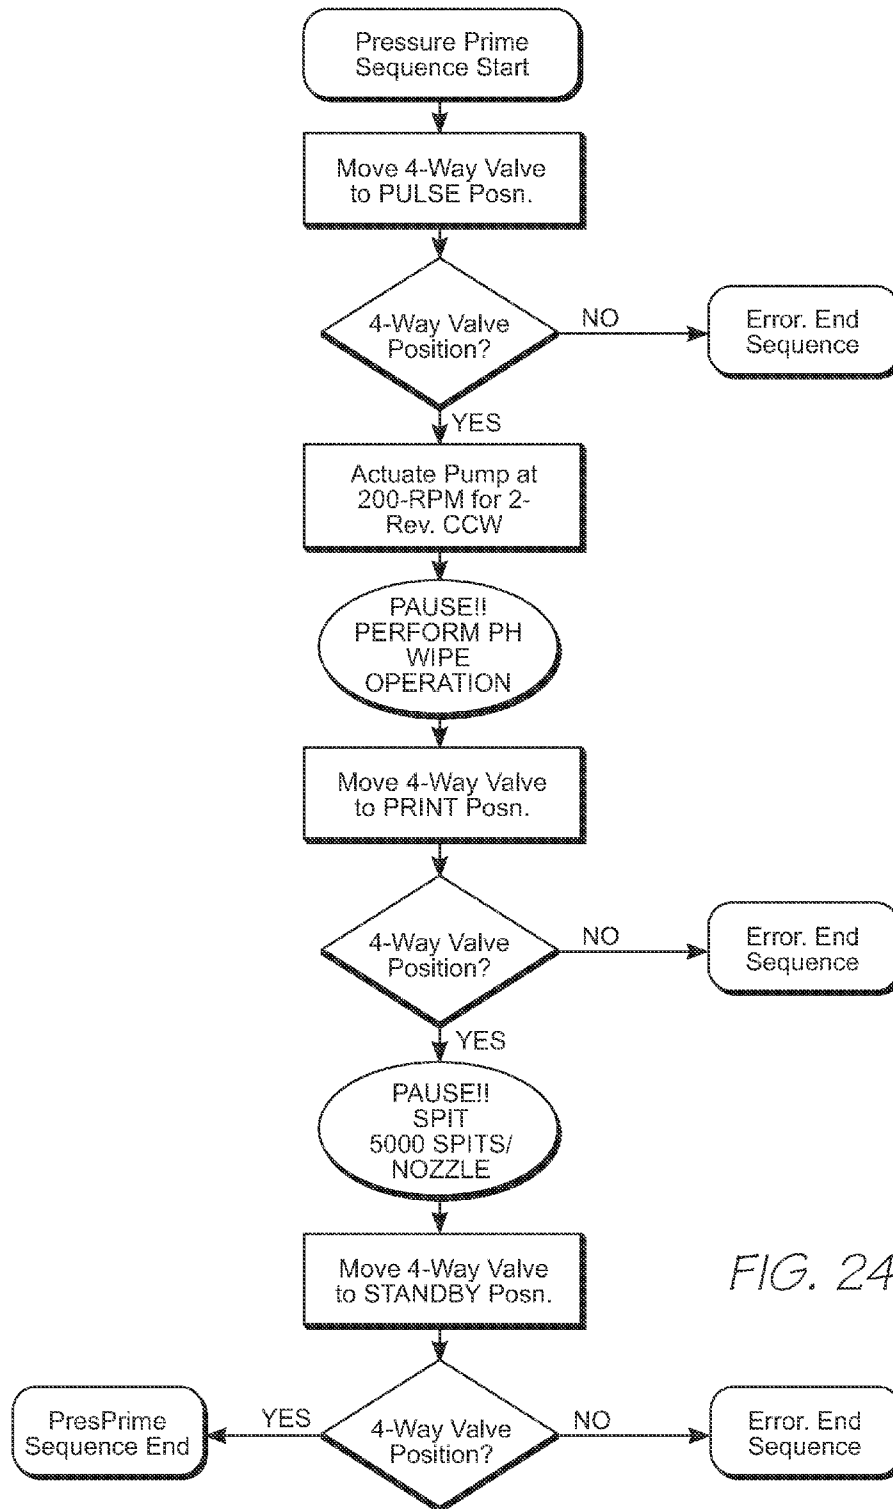 Pressure Prime
Sequence Start
Move 4-Way Valve
to PULSE Posn.
4-Way Valve
Position?
NO
Error. End
Sequence
YES
Actuate Pump at
200-RPM for 2-
Rev. CCW
PAUSE!!
PERFORM PH
WIPE
OPERATION
Move 4-Way Valve
to PRINT Posn.
4-Way Valve
Position?
NO
Error. End
Sequence
YES
PAUSE!!
SPIT
5000 SPITS/
NOZZLE
Move 4-Way Valve
to STANDBY Posn.
FIG. 24
PresPrime
Sequence End
YES
4-Way Valve
Position?
NO
Error. End
Sequence